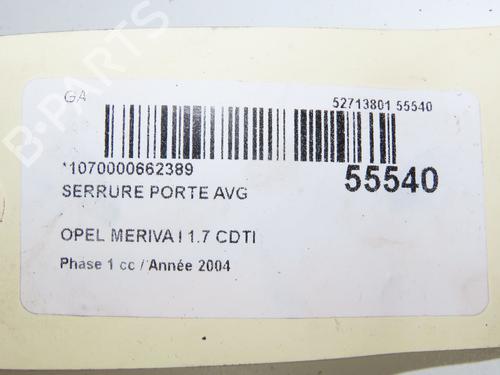 B-PARTS
GA
52713801 55540
*1070000662389
55540
SERRURE PORTE AVG
OPEL MERIVA I 1.7 CDTI
Phase 1 cc / Année 2004